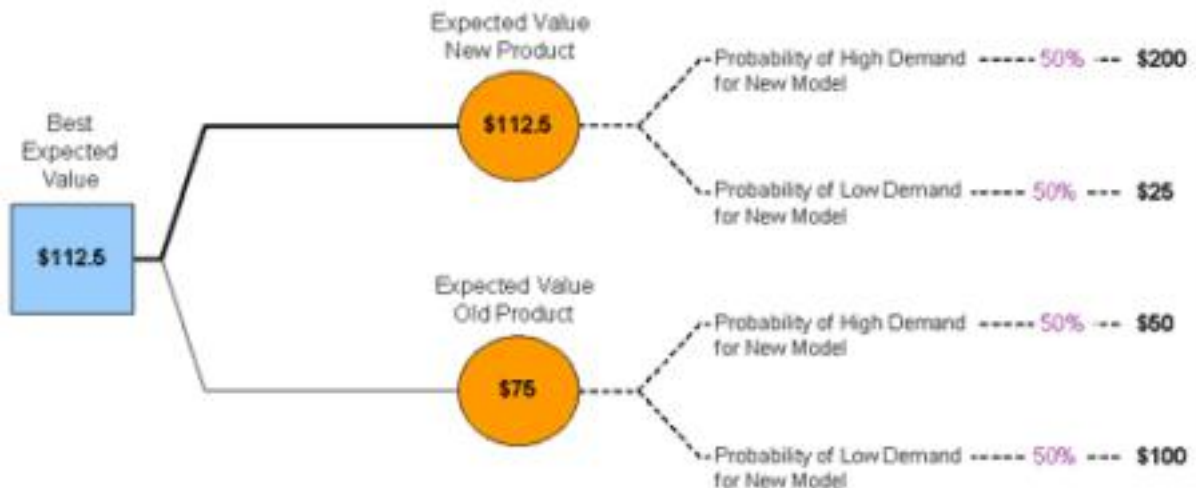 Expected Value
New Product
Probability of High Demand ----- 50% -- $200
for New Model
$112.5
Best
Expected
Value
Probability of Low Demand ----- 50% --- $25
for New Model
$112.5
Expected Value
Old Product
Probability of High Demand ----- 50% -- $50
for New Model
$75
Probability of Low Demand ----- 50% --- $100
for New Model